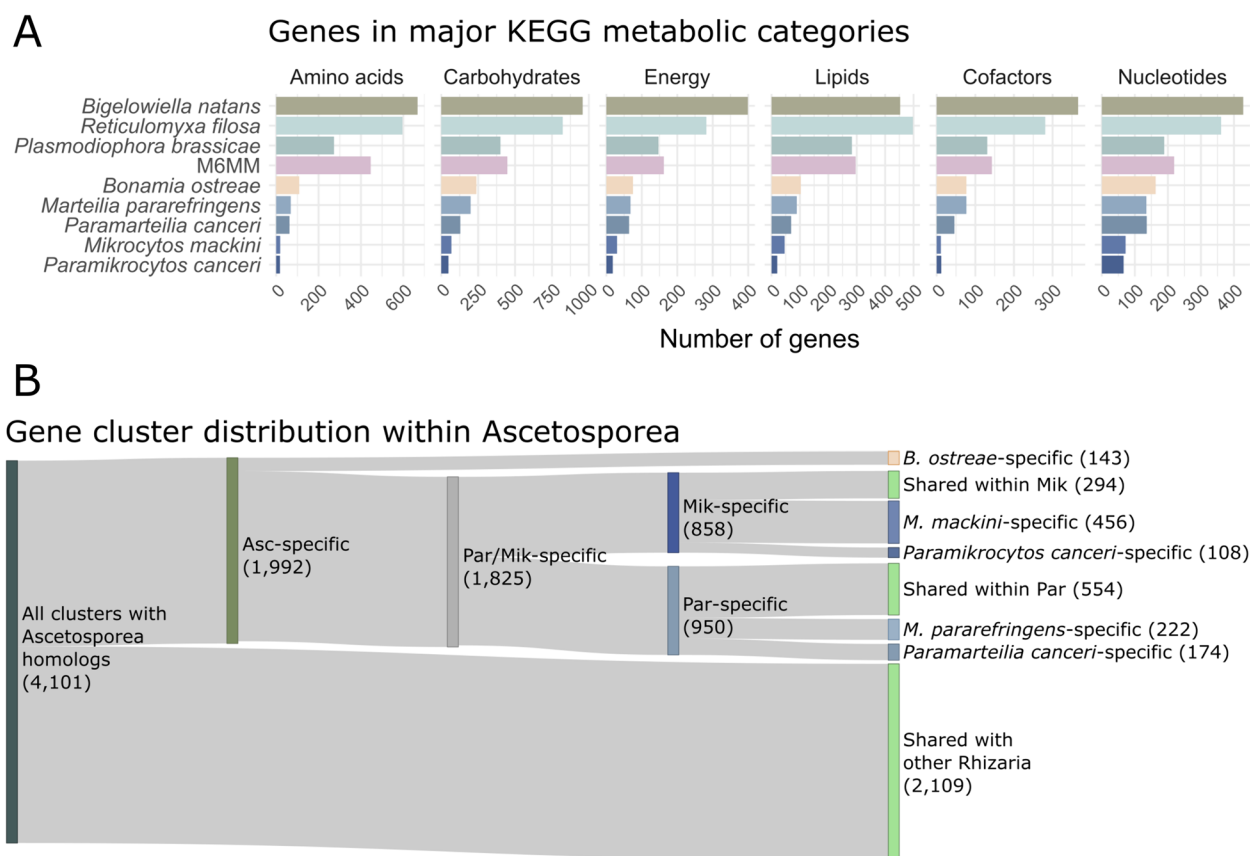 A
Genes in major KEGG metabolic categories
Amino acids Carbohydrates Energy Lipids Cofactors Nucleotides
Bigelowiella natans
Reticulomyxa filosa
Plasmodiophora brassicae
M6MM
Bonamia ostreae
Marteilia pararefringens
Paramarteilia canceri
Mikrocytos mackini
Paramikrocytos canceri
0 200 400 600 0 250 500 750 1000 0 100 200 300 400 0 100 200 300 400 500 0 100 200 300 0 100 200 300 400
Number of genes
B
Gene cluster distribution within Ascetosporea
All clusters with
Ascetosporea
homologs
(4,101)
Asc-specific
(1,992)
Par/Mik-specific
(1,825)
Mik-specific
(858)
Par-specific
(950)
B. ostreae-specific (143)
Shared within Mik (294)
M. mackini-specific (456)
Paramikrocytos canceri-specific (108)
Shared within Par (554)
M. pararefringens-specific (222)
Paramarteilia canceri-specific (174)
Shared with
other Rhizaria
(2,109)